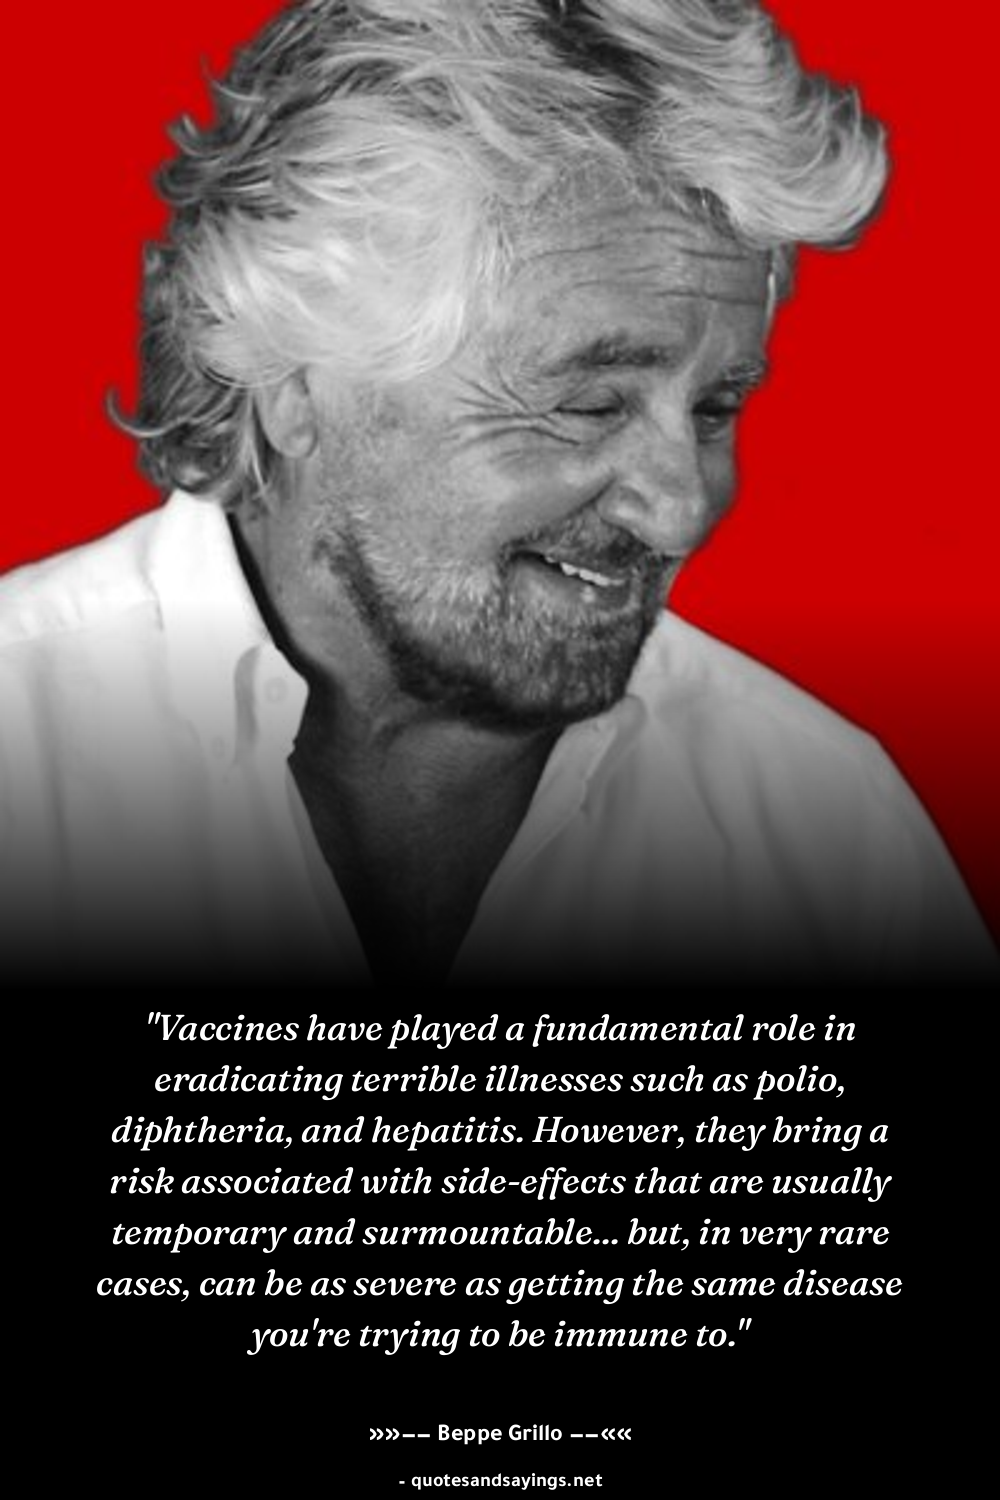 "Vaccines have played a fundamental role in
eradicating terrible illnesses such as polio,
diphtheria, and hepatitis. However, they bring a
risk associated with side-effects that are usually
temporary and surmountable... but, in very rare
cases, can be as severe as getting the same disease
you're trying to be immune to."
»»–– Beppe Grillo ––««
- quotesandsayings.net